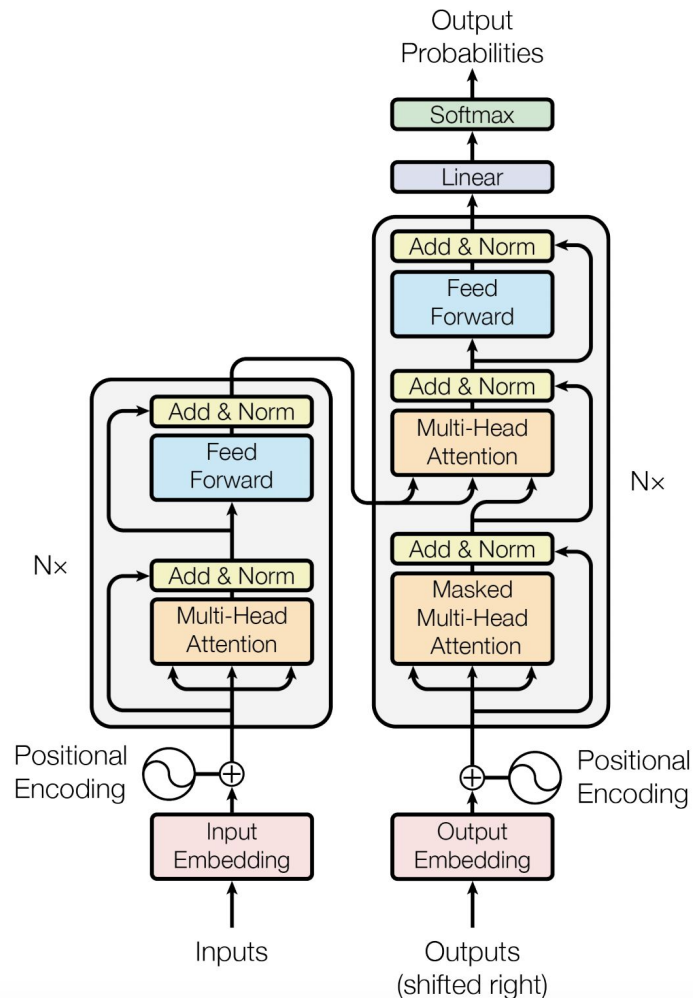 Output
Probabilities
Softmax
Linear
Add & Norm
Feed
Forward
Add & Norm
Multi-Head
Attention
Add & Norm
Masked
Multi-Head
Attention
Nx
Add & Norm
Feed
Forward
Add & Norm
Multi-Head
Attention
Nx
Positional
Encoding
Positional
Encoding
Input
Embedding
Output
Embedding
Inputs
Outputs
(shifted right)